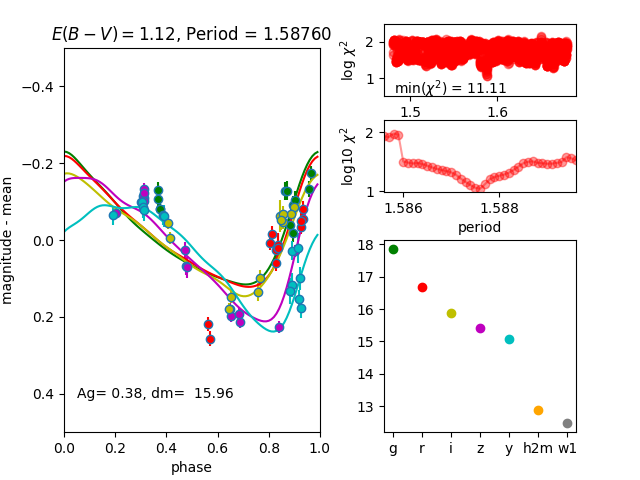 E(B − V) = 1.12, Period = 1.58760
−0.4
−0.2
0.0
0.2
0.4
magnitude - mean
Ag= 0.38, dm=  15.96
0.0 0.2 0.4 0.6 0.8 1.0
phase
2
1
log χ²
min(χ²) = 11.11
1.5 1.6
2
1
log10 χ²
1.586 1.588
period
18
17
16
15
14
13
g r i z y h2m w1